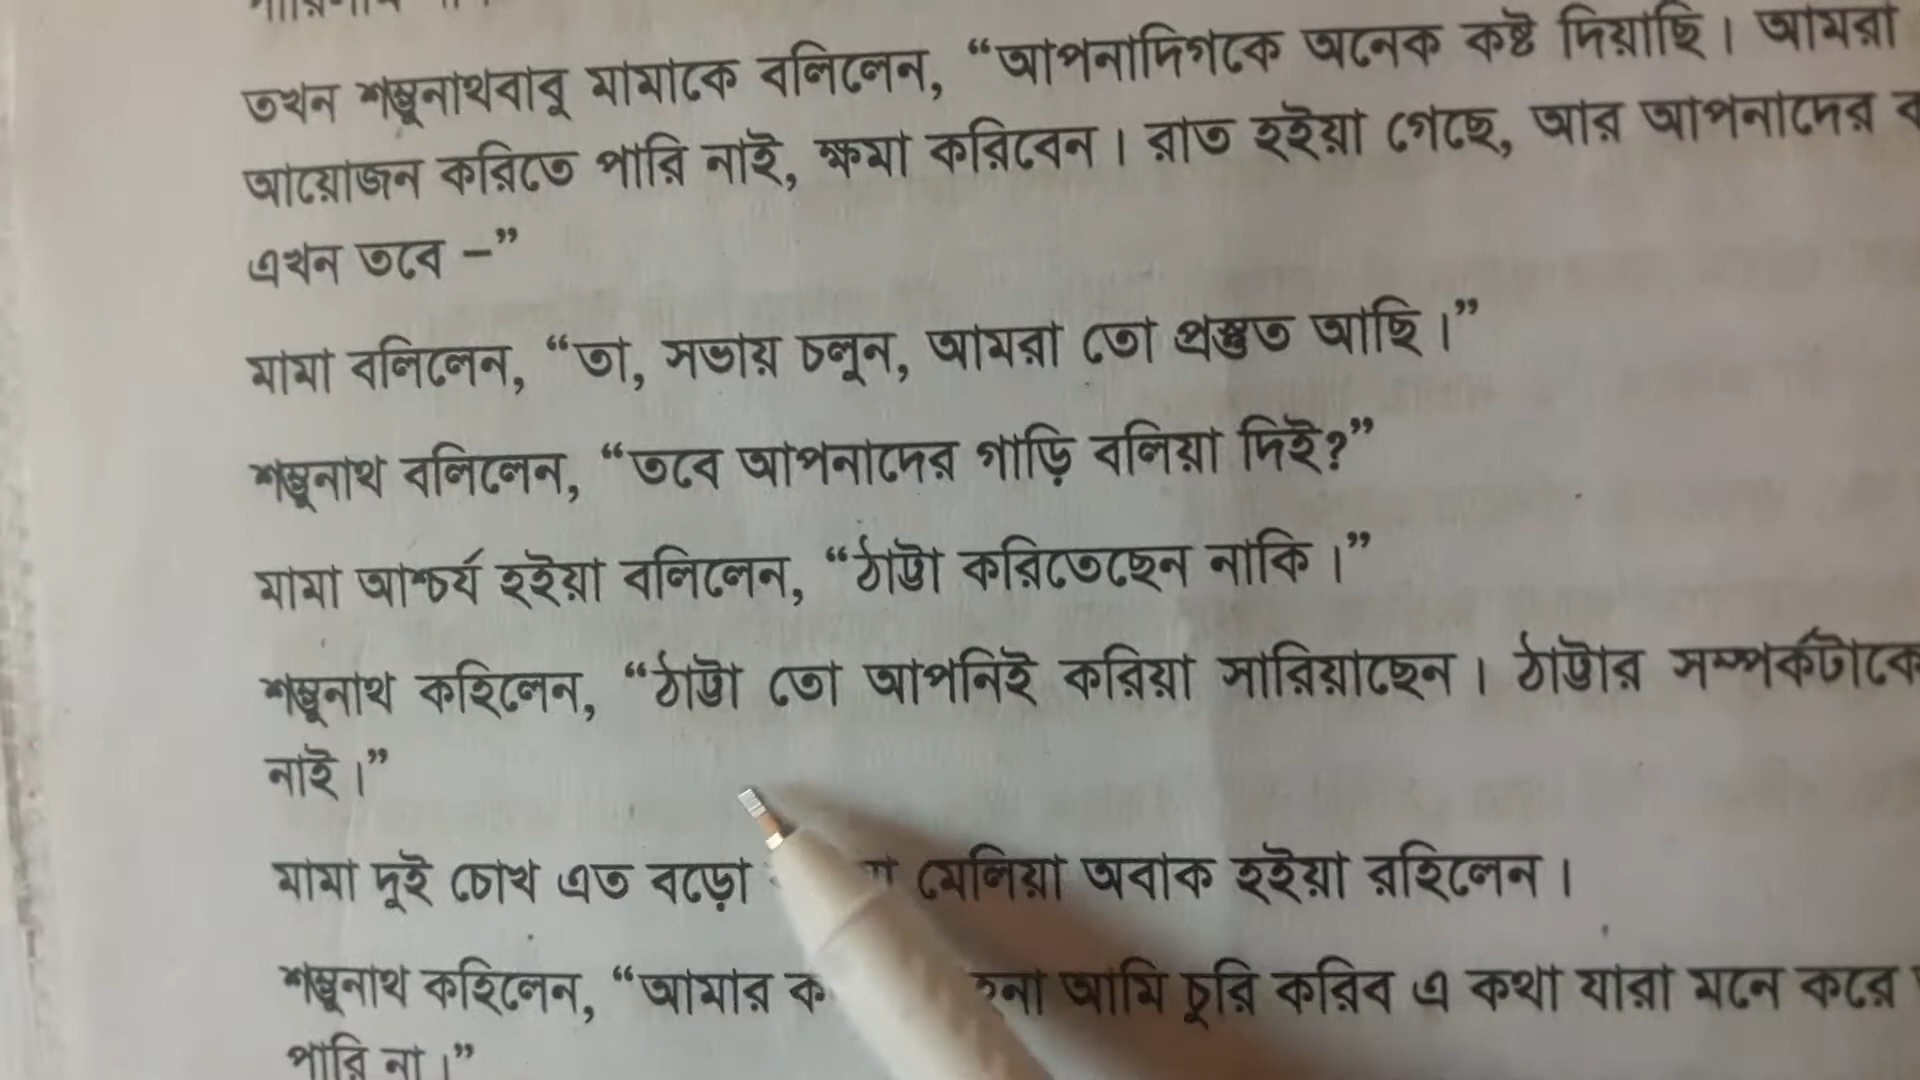 তখন শম্ভুনাথবাবু মামাকে বলিলেন, “আপনাদিগকে অনেক কষ্ট দিয়াছি। আমরা
আয়োজন করিতে পারি নাই, ক্ষমা করিবেন। রাত হইয়া গেছে, আর আপনাদের
এখন তবে –”
মামা বলিলেন, “তা, সভায় চলুন, আমরা তো প্রস্তুত আছি।”
শম্ভুনাথ বলিলেন, “তবে আপনাদের গাড়ি বলিয়া দিই?”
মামা আশ্চর্য হইয়া বলিলেন, “ঠাট্টা করিতেছেন নাকি।”
শম্ভুনাথ কহিলেন, “ঠাট্টা তো আপনিই করিয়া সারিয়াছেন। ঠাট্টার সম্পর্কটাকে
নাই।”
মামা দুই চোখ এত বড়ো মেলিয়া অবাক হইয়া রহিলেন।
শম্ভুনাথ কহিলেন, “আমার আমি চুরি করিব এ কথা যারা মনে করে
পারি না।”